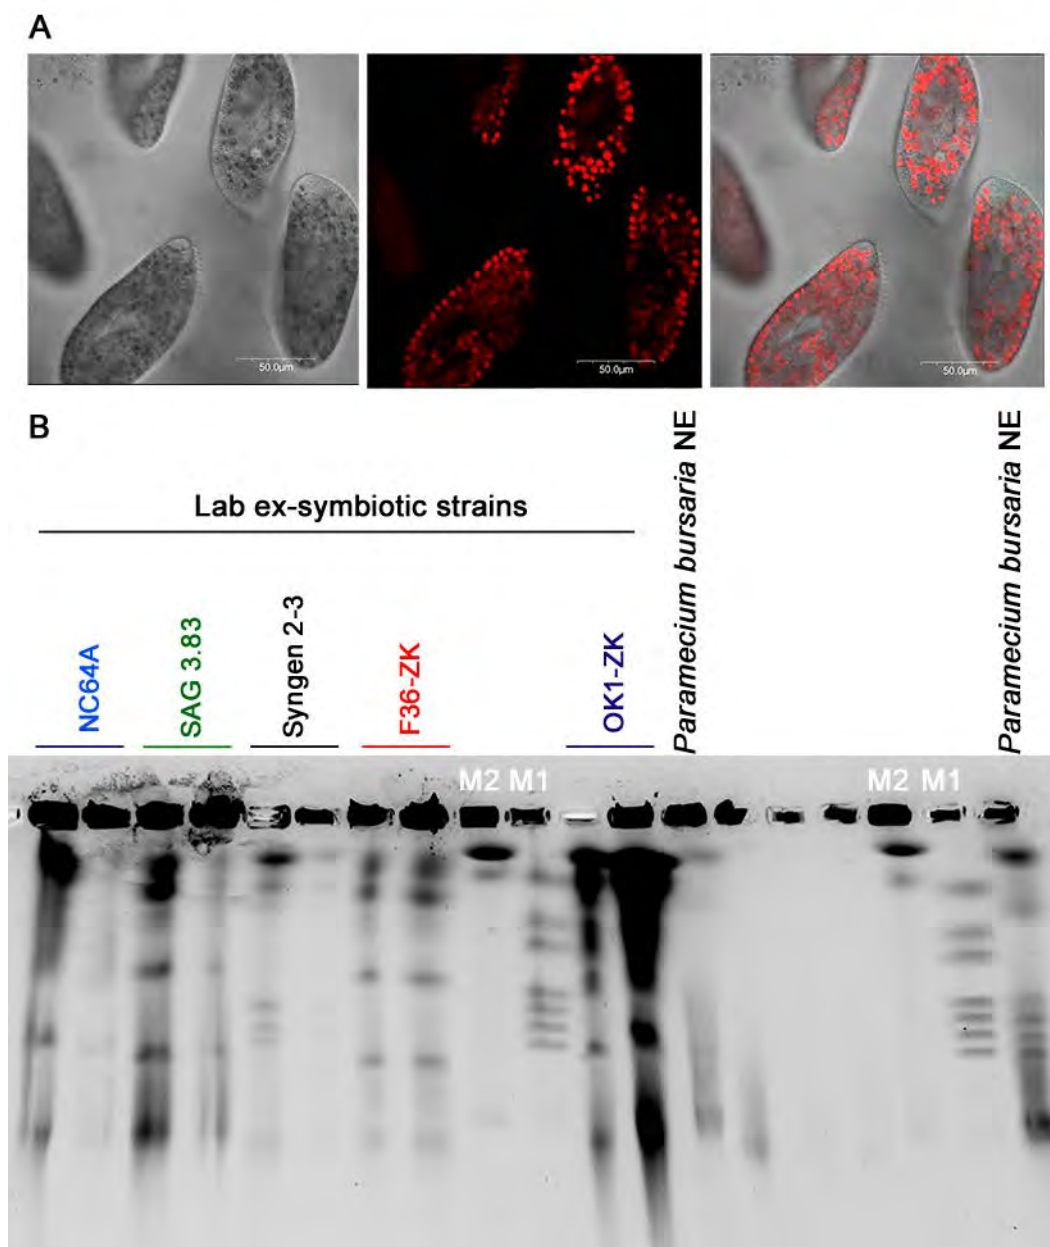 A
50.0µm
50.0µm
50.0µm
B
Lab ex-symbiotic strains
NC64A
SAG 3.83
Syngen 2-3
F36-ZK
OK1-ZK
Paramecium bursaria NE
Paramecium bursaria NE
M2 M1
M2 M1